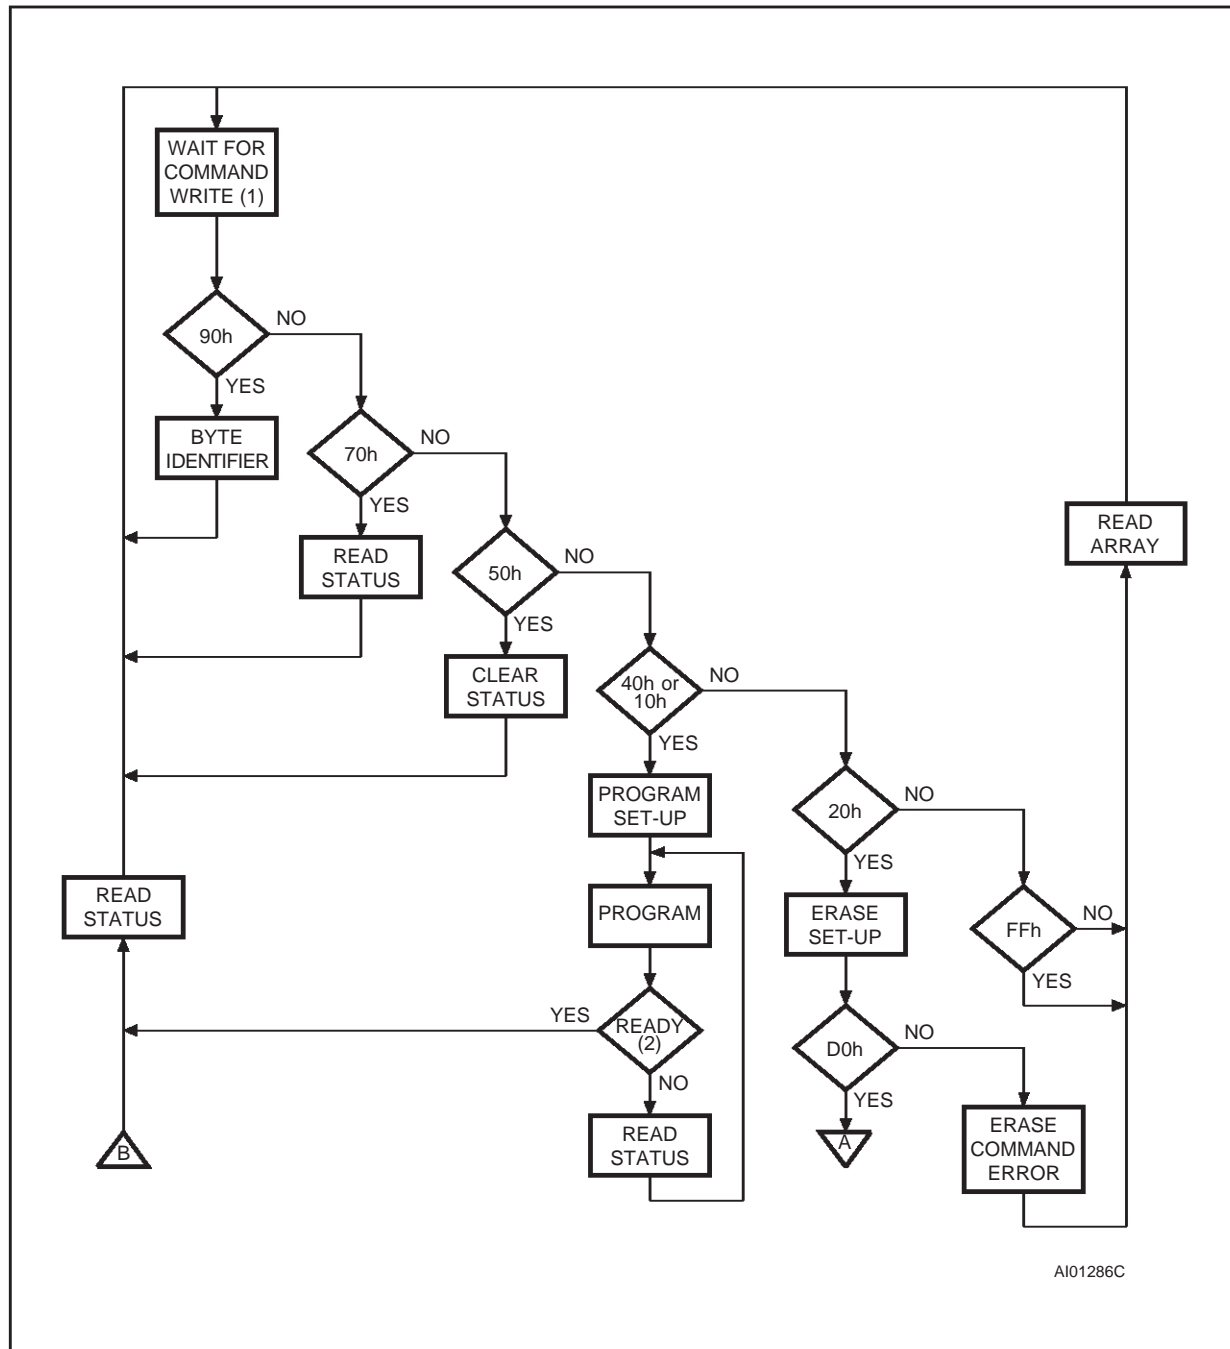 WAIT FOR
COMMAND
WRITE (1)
90h
NO
YES
BYTE
IDENTIFIER
70h
NO
YES
READ
STATUS
50h
NO
YES
CLEAR
STATUS
READ
ARRAY
40h or
10h
NO
YES
PROGRAM
SET-UP
20h
NO
YES
READ
STATUS
PROGRAM
ERASE
SET-UP
FFh
NO
YES
YES
READY
(2)
NO
D0h
NO
YES
READ
STATUS
A
B
ERASE
COMMAND
ERROR
AI01286C